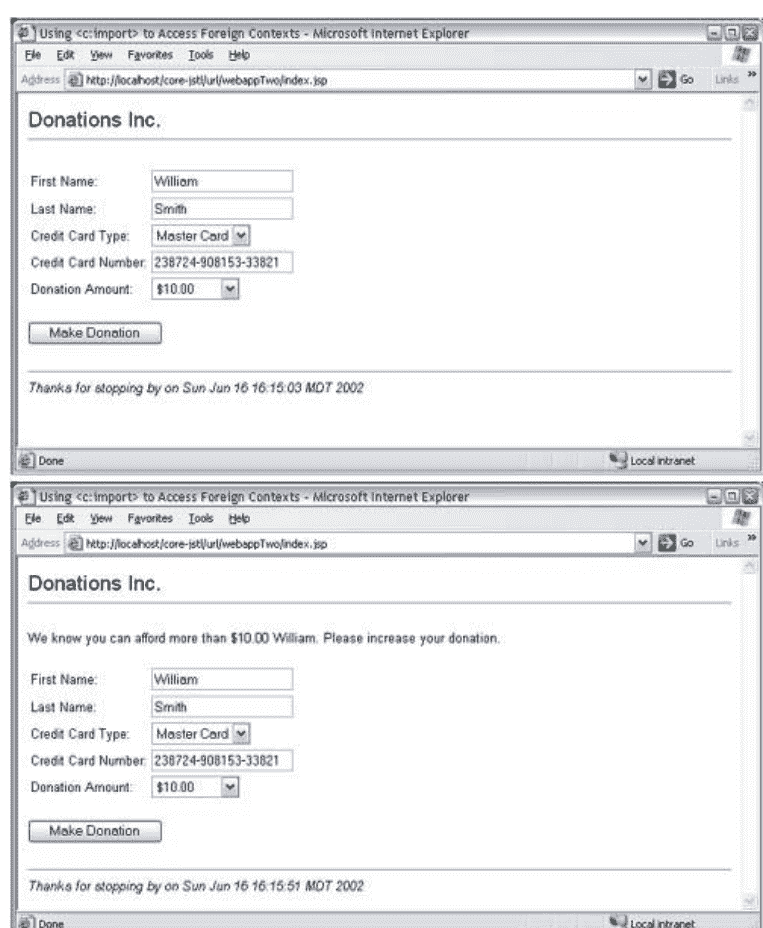 Using <c:import> to Access Foreign Contexts - Microsoft Internet Explorer
File Edit View Favorites Tools Help
Address http://localhost/core-jstl/url/webappTwo/index.jsp Go Links »
Donations Inc.
First Name: William
Last Name: Smith
Credit Card Type: Master Card
Credit Card Number: 238724-908153-33821
Donation Amount: $10.00
Make Donation
Thanks for stopping by on Sun Jun 16 16:15:03 MDT 2002
Done Local intranet
Using <c:import> to Access Foreign Contexts - Microsoft Internet Explorer
File Edit View Favorites Tools Help
Address http://localhost/core-jstl/url/webappTwo/index.jsp Go Links »
Donations Inc.
We know you can afford more than $10.00 William. Please increase your donation.
First Name: William
Last Name: Smith
Credit Card Type: Master Card
Credit Card Number: 238724-908153-33821
Donation Amount: $10.00
Make Donation
Thanks for stopping by on Sun Jun 16 16:15:51 MDT 2002
Done Local intranet